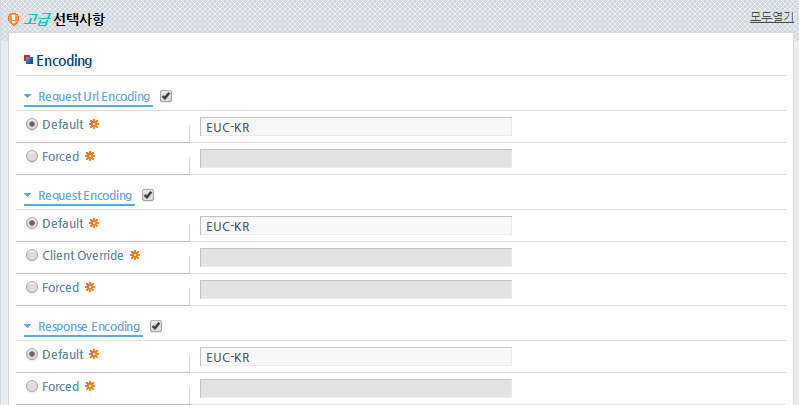 고급 선택사항
모두열기
Encoding
Request Url Encoding
Default
EUC-KR
Forced
Request Encoding
Default
EUC-KR
Client Override
Forced
Response Encoding
Default
EUC-KR
Forced